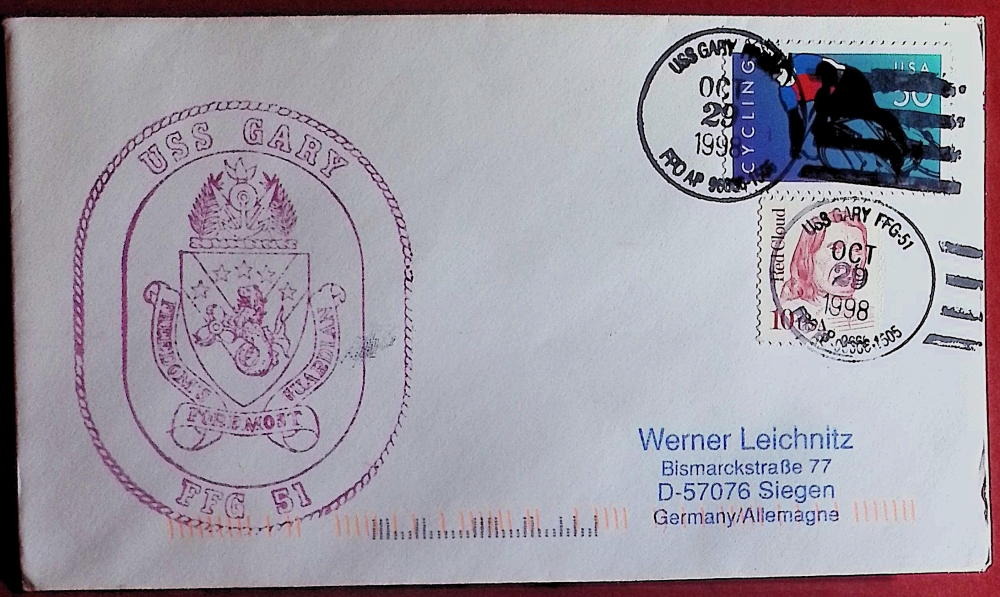 USS GARY
FREEDOM'S
FOREMOST
GUARDIAN
FFG 51
USS GARY
OCT
29
1998
FPO AP
CYCLING
USA
50
Red Cloud
10 USA
USS GARY FFG-51
OCT
29
1998
Werner Leichnitz
Bismarckstraße 77
D-57076 Siegen
Germany/Allemagne